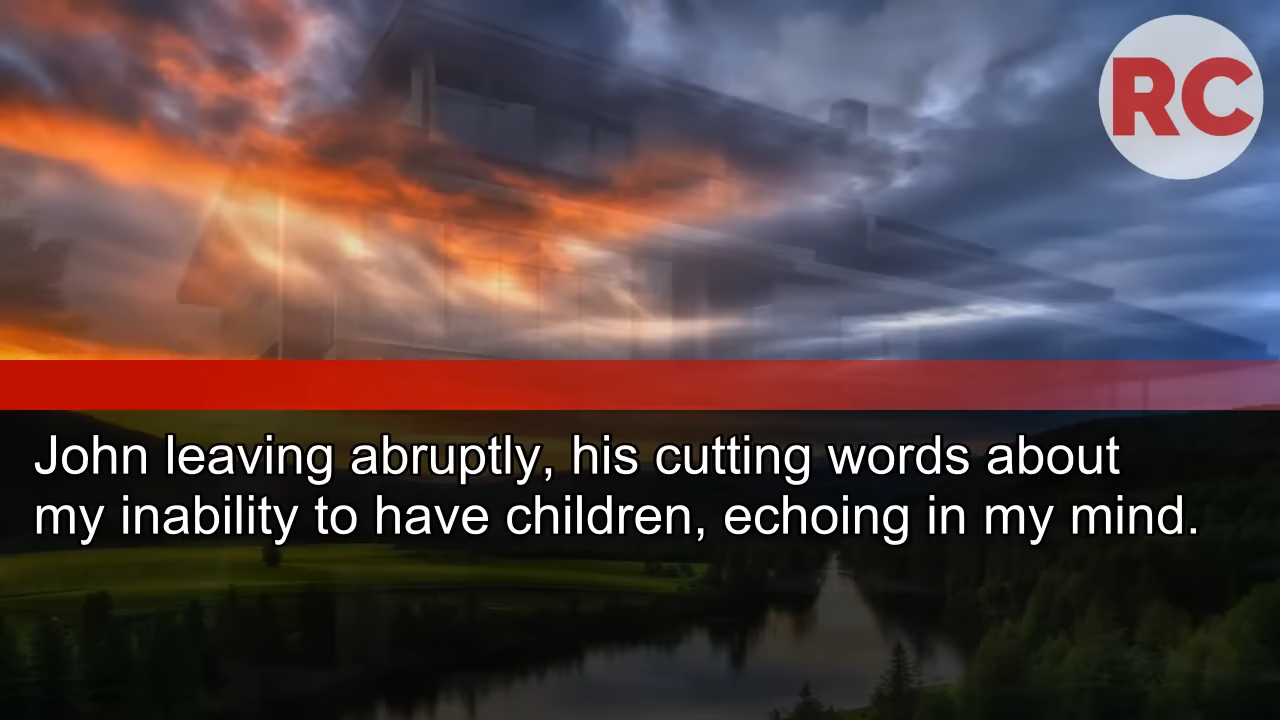 RC
John leaving abruptly, his cutting words about
my inability to have children, echoing in my mind.